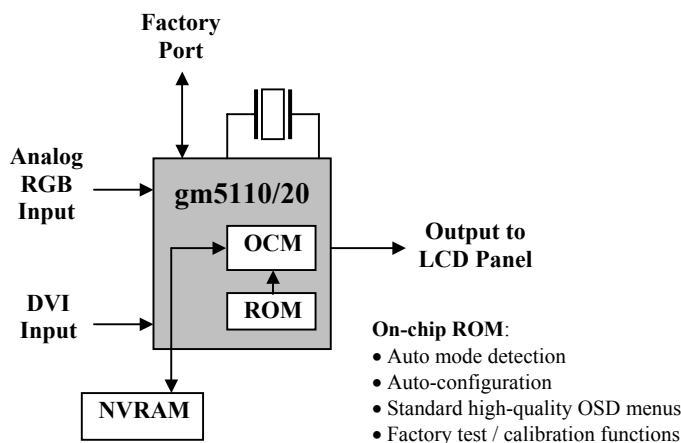 Factory
Port
Analog
RGB
Input
gm5110/20
OCM
Output to
LCD Panel
ROM
DVI
Input
NVRAM
On-chip ROM:
• Auto mode detection
• Auto-configuration
• Standard high-quality OSD menus
• Factory test / calibration functions